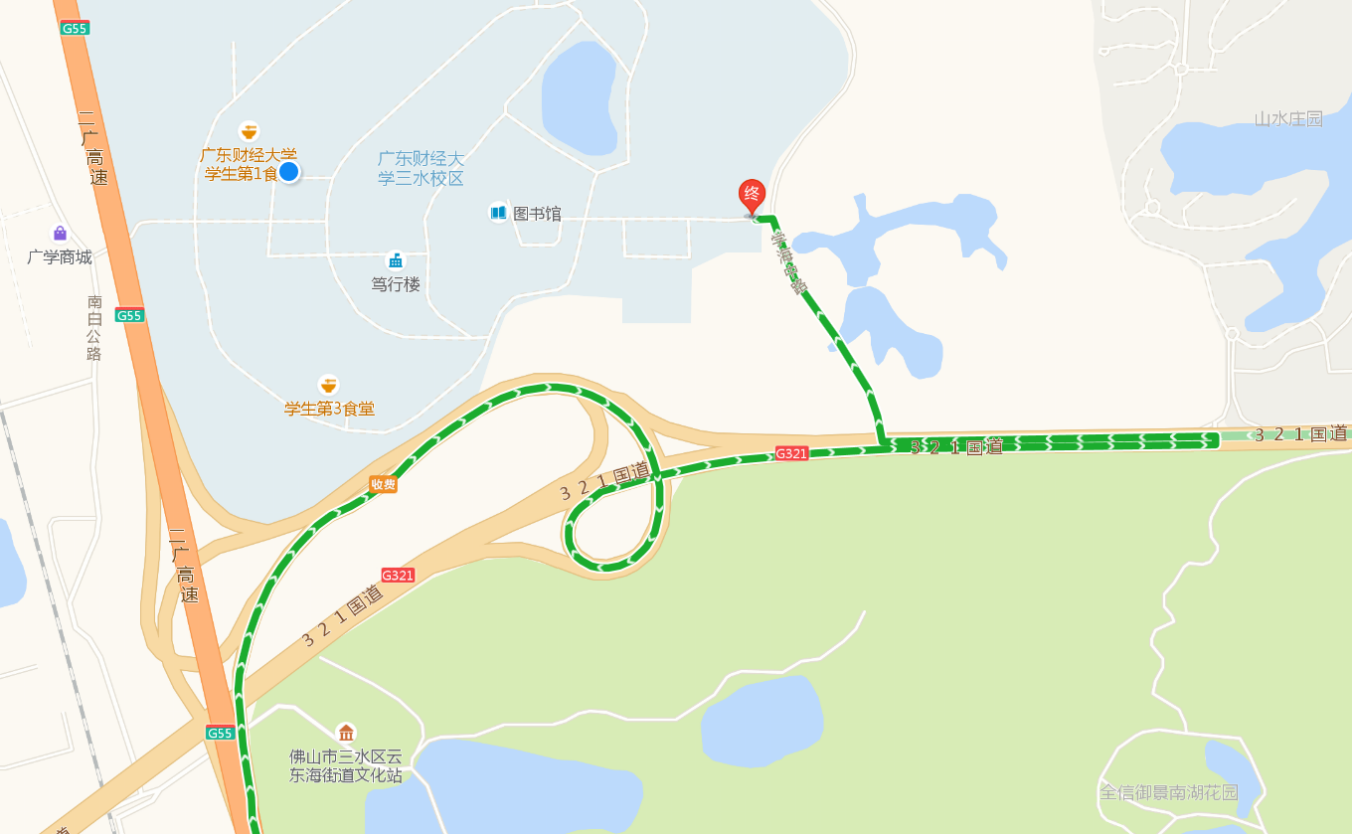 G55
二广高速
广东财经大学
学生第1食
广东财经大
学三水校区
山水庄园
终
图书馆
广学商城
笃行楼
学海中路
南白公路
G55
学生第3食堂
321国道
G321
321国道
321国道
收费
二广高速
G321
321国道
G55
佛山市三水区云
东海街道文化站
全信御景南湖花园
道